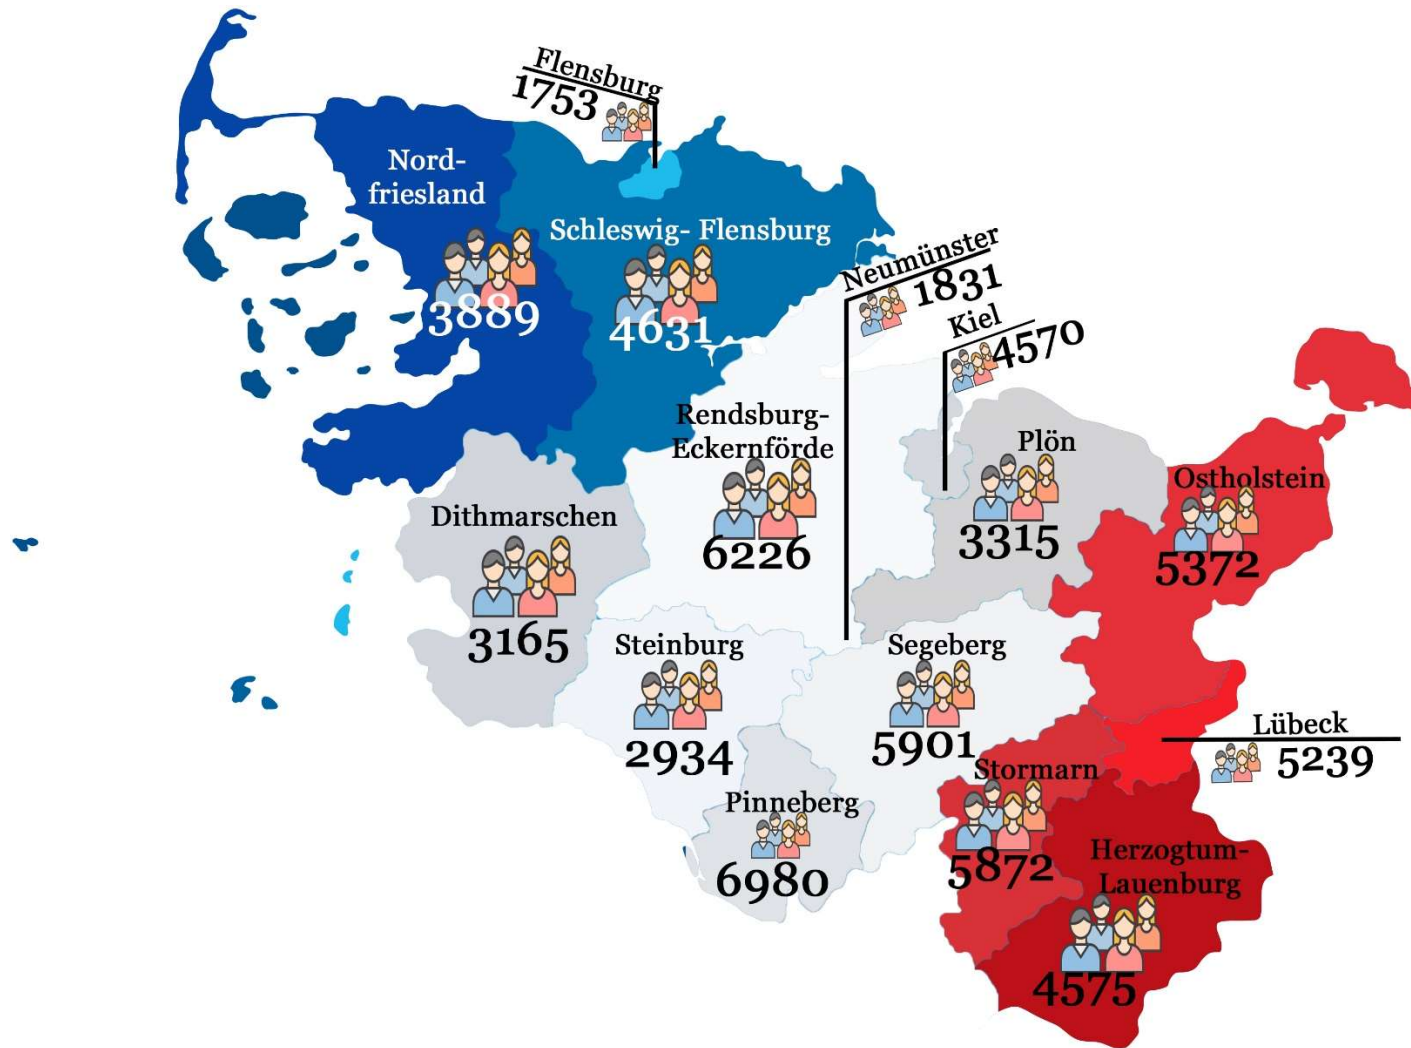 Flensburg
1753
Nord-
friesland
3889
Schleswig- Flensburg
4631
Neumünster
1831
Kiel
4570
Rendsburg-
Eckernförde
6226
Plön
3315
Ostholstein
5372
Dithmarschen
3165
Steinburg
2934
Segeberg
5901
Lübeck
5239
Stormarn
5872
Pinneberg
6980
Herzogtum-
Lauenburg
4575